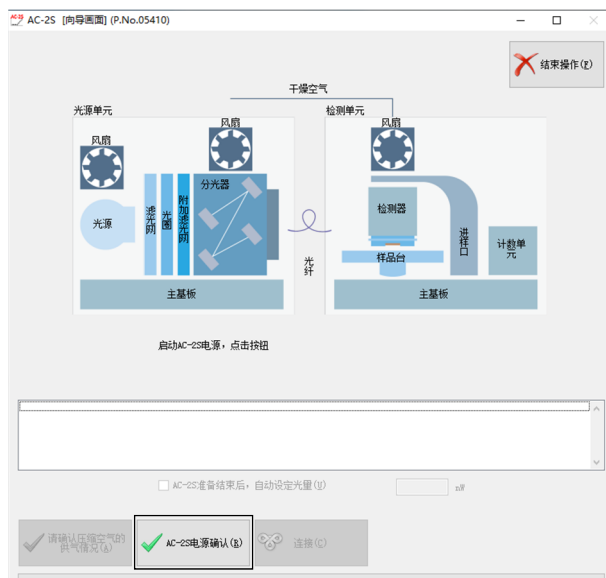 AC-2S [向导画面] (P.No.05410)
结束操作(E)
干燥空气
光源单元
检测单元
风扇
风扇
风扇
光源
滤光网
光圈
附加滤光网
分光器
检测器
样品台
进样口
计数单元
光纤
主基板
主基板
启动AC-2S电源，点击按钮
AC-2S准备结束后，自动设定光量(U)
nW
请确认压缩空气的
供气情况(A)
AC-2S电源确认(B)
连接(C)